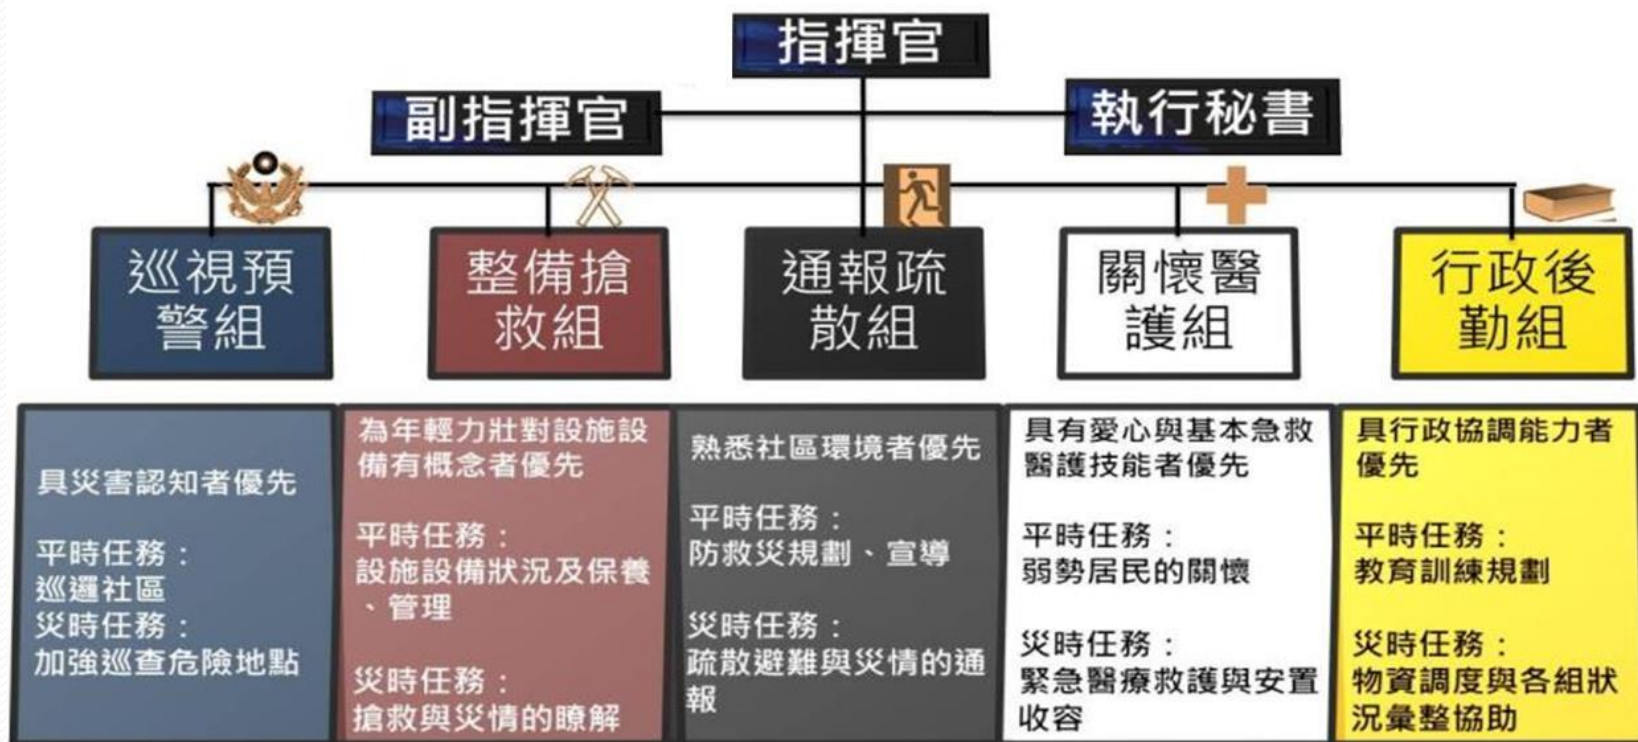 指揮官
副指揮官
執行秘書
巡視預
警組
整備搶
救組
通報疏
散組
關懷醫
護組
行政後
勤組
具災害認知者優先
平時任務：
巡邏社區
災時任務：
加強巡查危險地點
為年輕力壯對設施設
備有概念者優先
平時任務：
設施設備狀況及保養
、管理
災時任務：
搶救與災情的瞭解
熟悉社區環境者優先
平時任務：
防救災規劃、宣導
災時任務：
疏散避難與災情的通
報
具有愛心與基本急救
醫護技能者優先
平時任務：
弱勢居民的關懷
災時任務：
緊急醫療救護與安置
收容
具行政協調能力者
優先
平時任務：
教育訓練規劃
災時任務：
物資調度與各組狀
況彙整協助